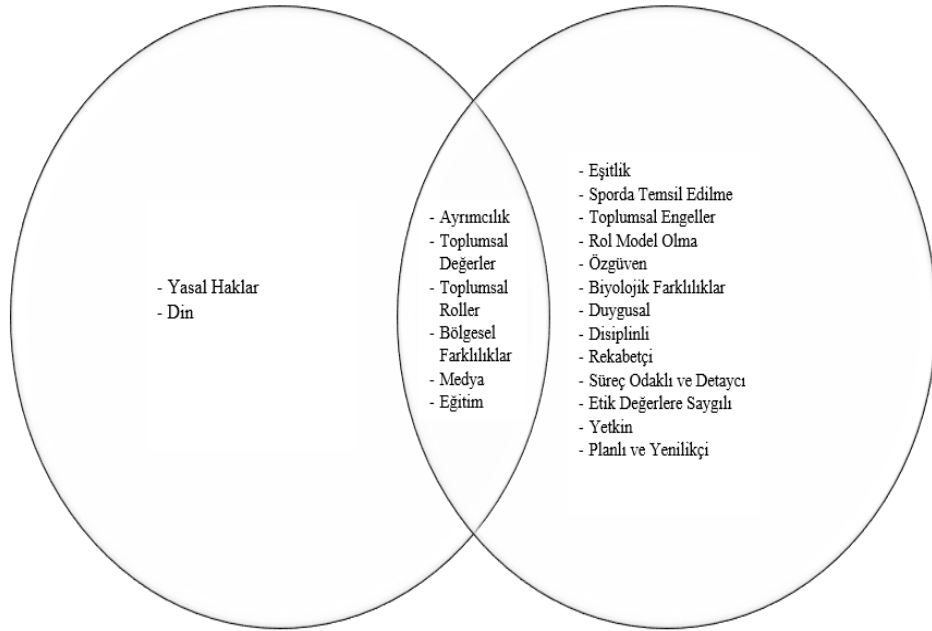 - Yasal Haklar
- Din
- Ayrımcılık
- Toplumsal
Değerler
- Toplumsal
Roller
- Bölgesel
Farklılıklar
- Medya
- Eğitim
- Eşitlik
- Sporda Temsil Edilme
- Toplumsal Engeller
- Rol Model Olma
- Özgüven
- Biyolojik Farklılıklar
- Duygusal
- Disiplinli
- Rekabetçi
- Süreç Odaklı ve Detaycı
- Etik Değerlere Saygılı
- Yetkin
- Planlı ve Yenilikçi